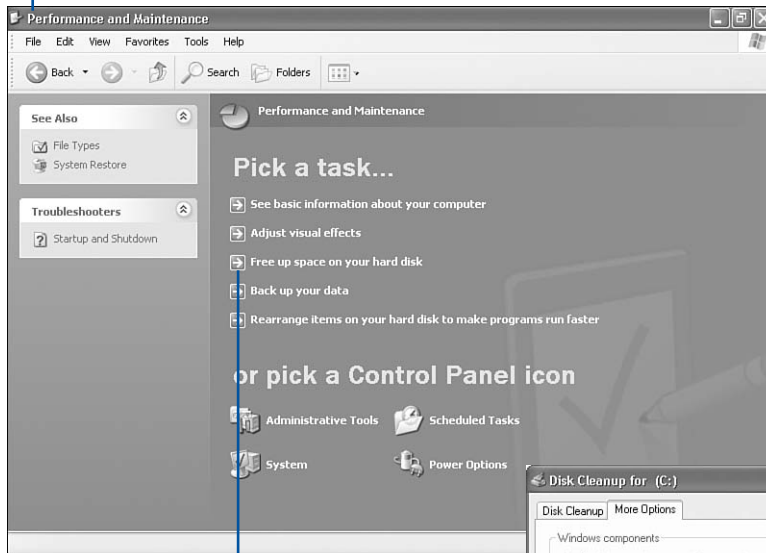 Performance and Maintenance
File Edit View Favorites Tools Help
Back Search Folders
See Also
File Types
System Restore
Troubleshooters
Startup and Shutdown
Performance and Maintenance
Pick a task...
See basic information about your computer
Adjust visual effects
Free up space on your hard disk
Back up your data
Rearrange items on your hard disk to make programs run faster
or pick a Control Panel icon
Administrative Tools Scheduled Tasks
System Power Options
Disk Cleanup for (C:)
Disk Cleanup More Options
Windows components